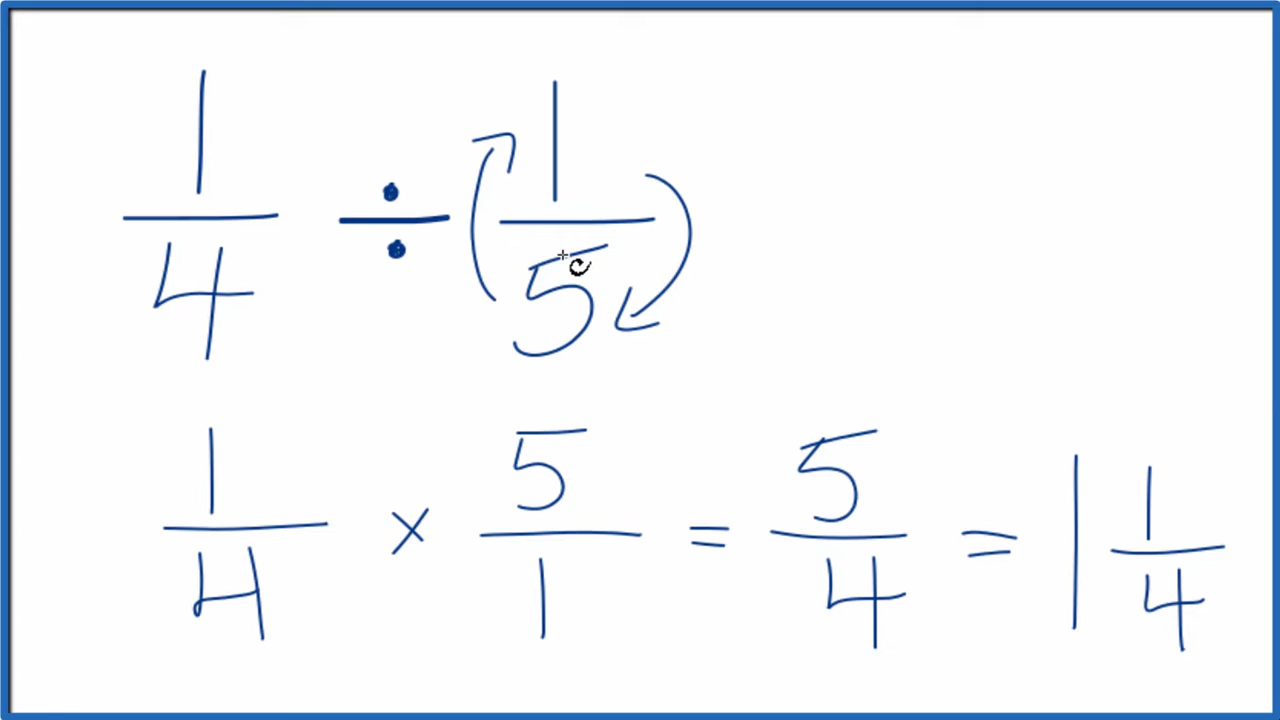 1/4 ÷ 1/5
1/4 × 5/1 = 5/4 = 1 1/4